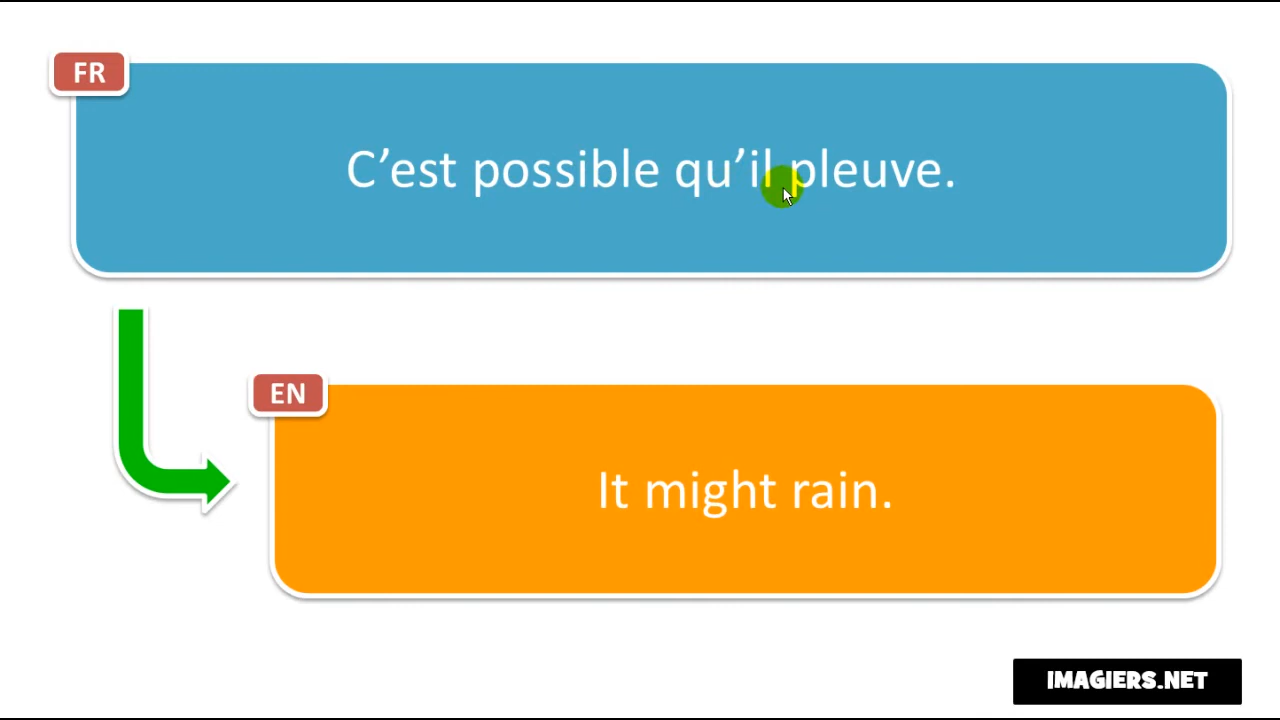 FR
C’est possible qu’il pleuve.
EN
It might rain.
IMAGIERS.NET